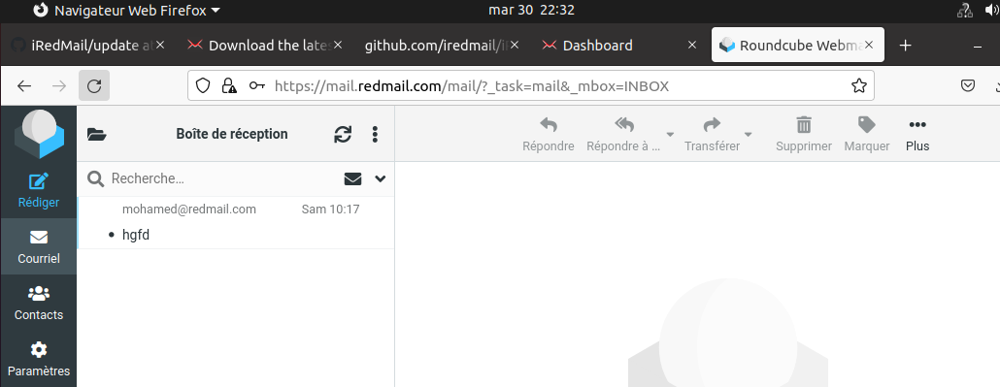 Navigateur Web Firefox
mar 30 22:32
iRedMail/update a
Download the late
github.com/iredmail/i
Dashboard
Roundcube Webma
https://mail.redmail.com/mail/?_task=mail&_mbox=INBOX
Boîte de réception
Répondre
Répondre à ...
Transférer
Supprimer
Marquer
Plus
Recherche...
Rédiger
mohamed@redmail.com
Sam 10:17
hgfd
Courriel
Contacts
Paramètres